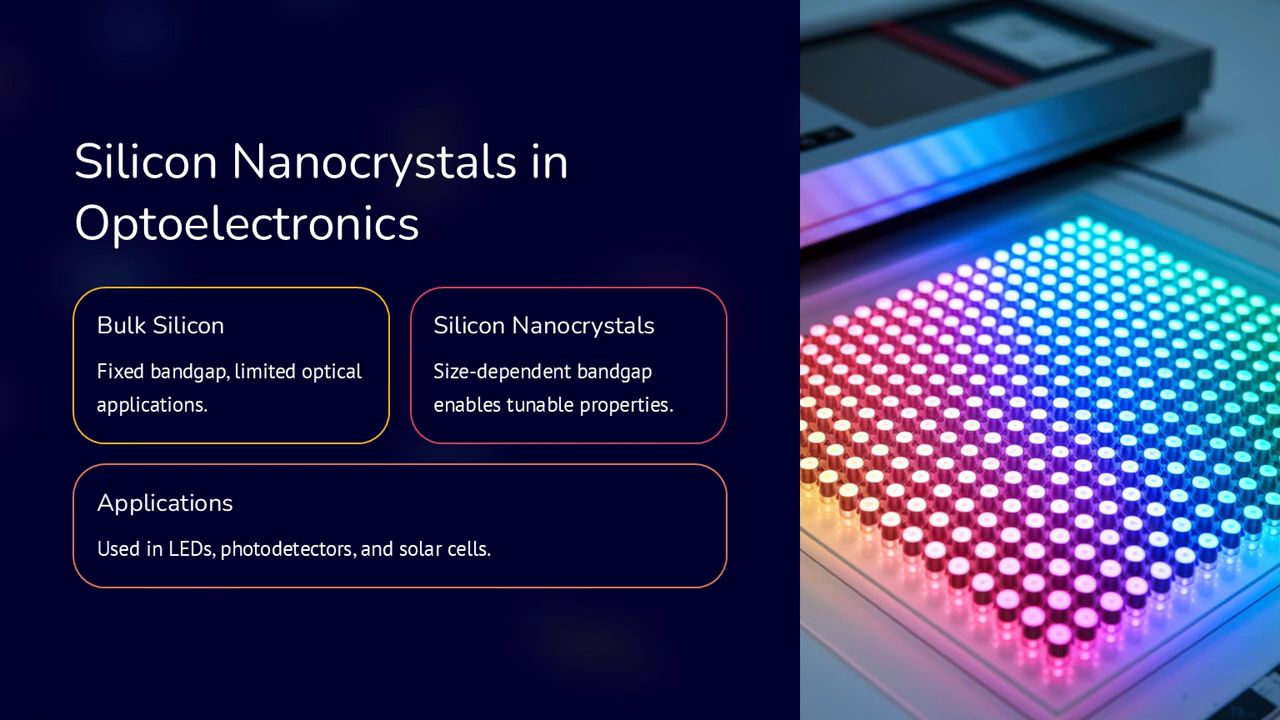 Silicon Nanocrystals in
Optoelectronics
Bulk Silicon
Fixed bandgap, limited optical
applications.
Silicon Nanocrystals
Size-dependent bandgap
enables tunable properties.
Applications
Used in LEDs, photodetectors, and solar cells.